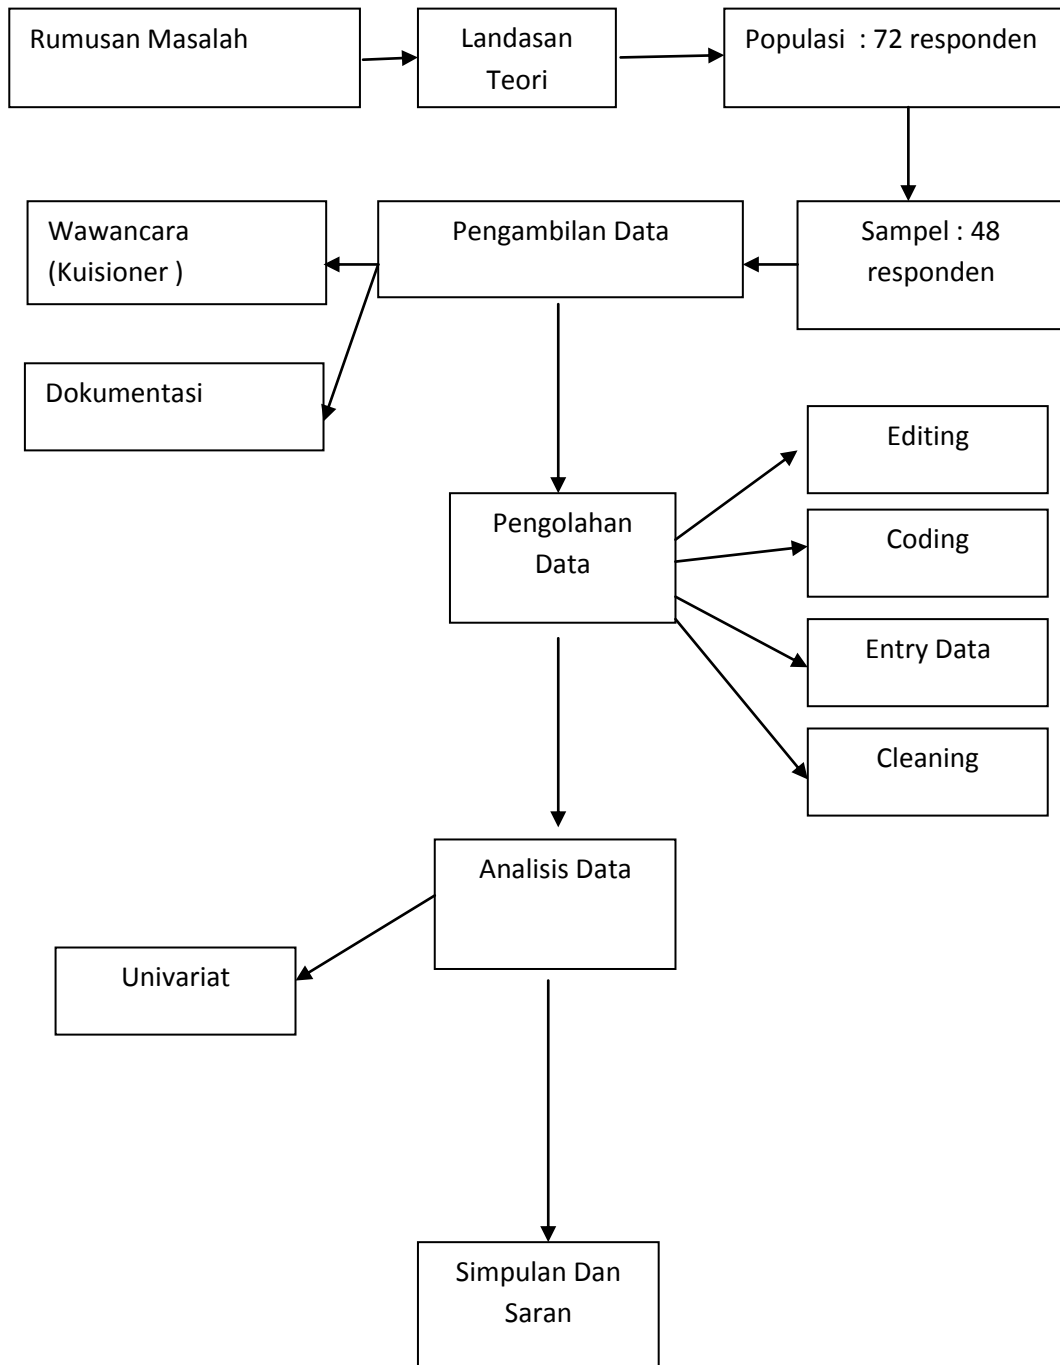 Rumusan Masalah
Landasan
Teori
Populasi : 72 responden
Wawancara
(Kuisioner )
Pengambilan Data
Sampel : 48
responden
Dokumentasi
Editing
Pengolahan
Data
Coding
Entry Data
Cleaning
Analisis Data
Univariat
Simpulan Dan
Saran